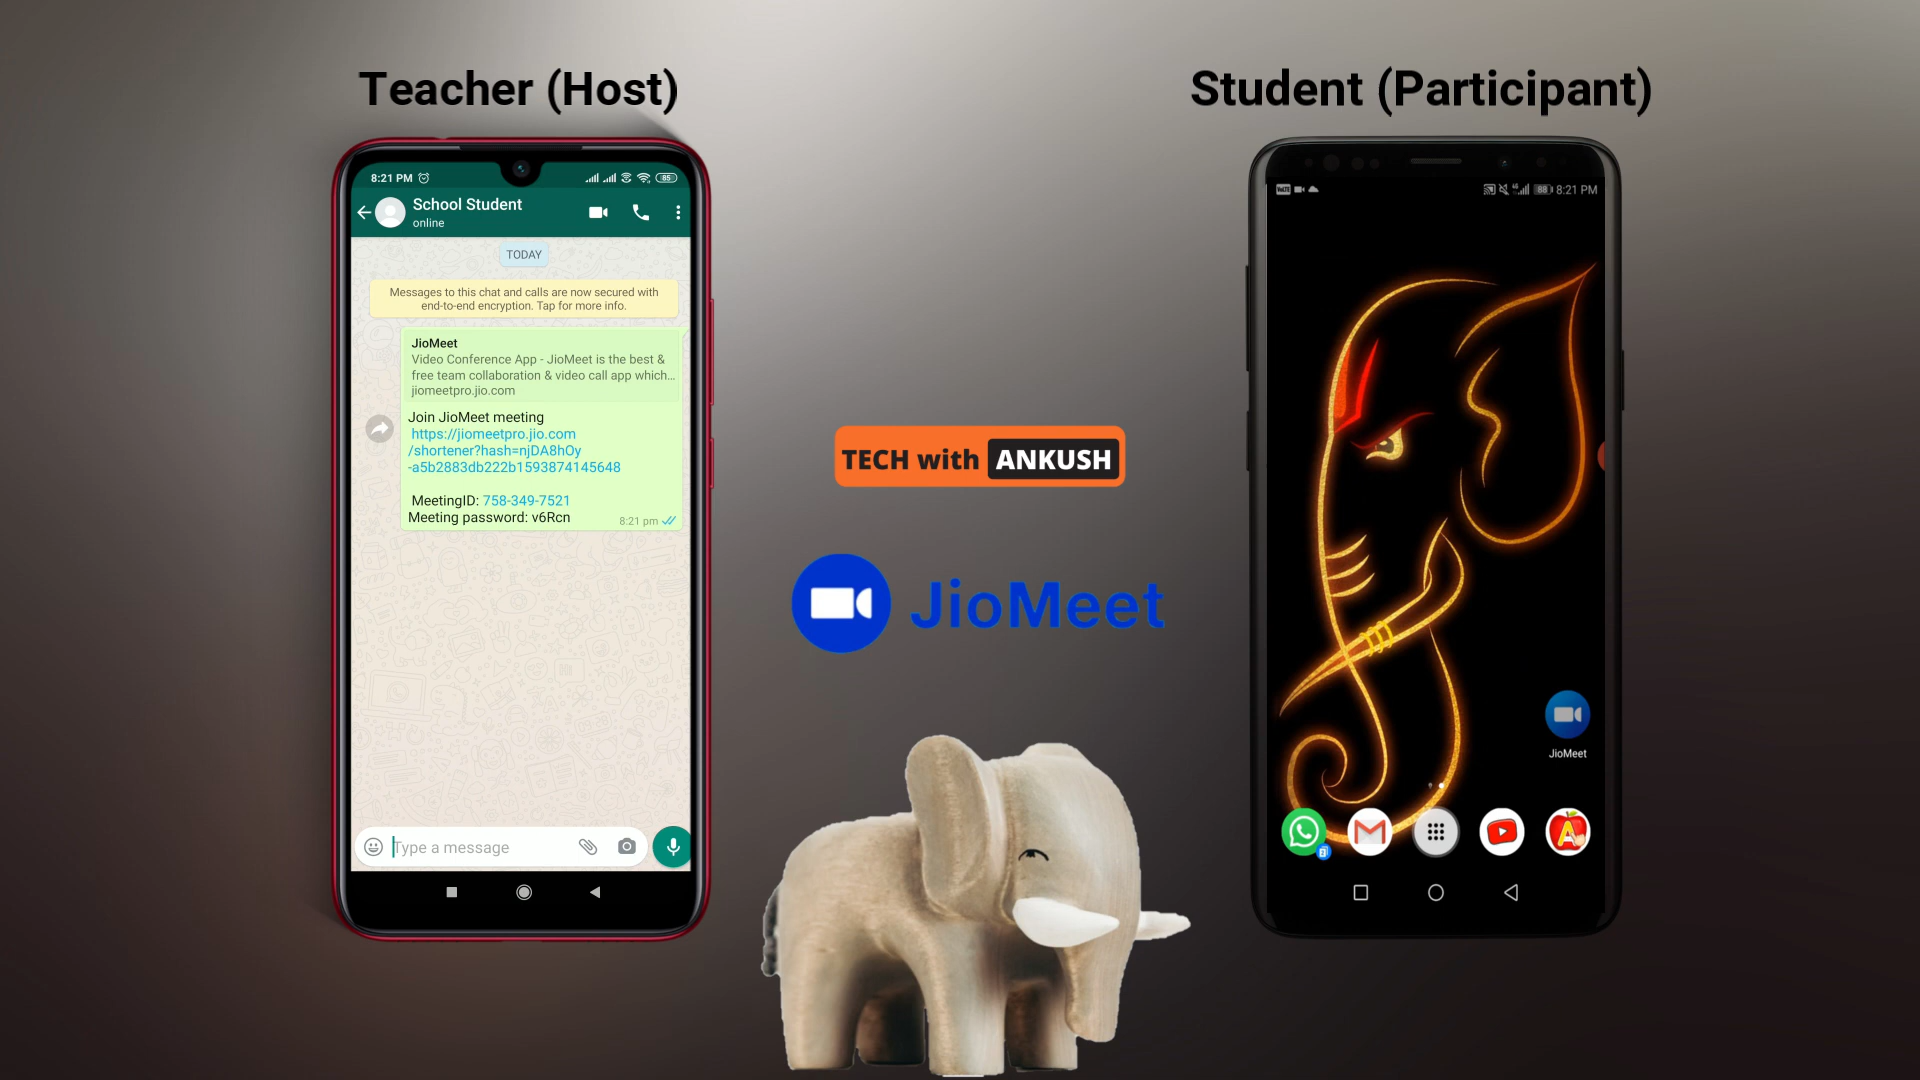 Teacher (Host)
Student (Participant)
8:21 PM
85
School Student
online
TODAY
Messages to this chat and calls are now secured with
end-to-end encryption. Tap for more info.
JioMeet
Video Conference App - JioMeet is the best &
free team collaboration & video call app which...
jiomeetpro.jio.com
Join JioMeet meeting
https://jiomeetpro.jio.com
/shortener?hash=njDA8hOy
-a5b2883db222b1593874145648
MeetingID: 758-349-7521
Meeting password: v6Rcn
8:21 pm
Type a message
TECH with ANKUSH
JioMeet
88 8:21 PM
JioMeet
A